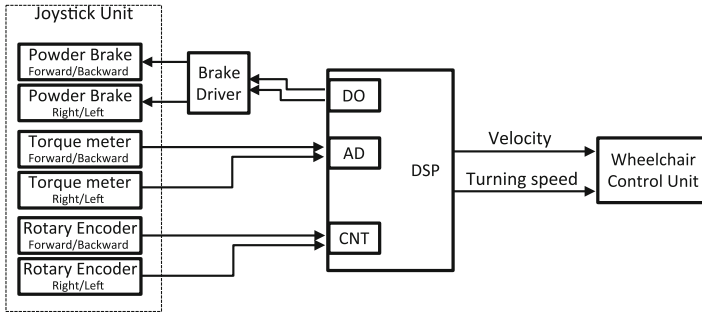 Joystick Unit
Powder Brake
Forward/Backward
Powder Brake
Right/Left
Torque meter
Forward/Backward
Torque meter
Right/Left
Rotary Encoder
Forward/Backward
Rotary Encoder
Right/Left
Brake
Driver
DO
AD
CNT
DSP
Velocity
Turning speed
Wheelchair
Control Unit